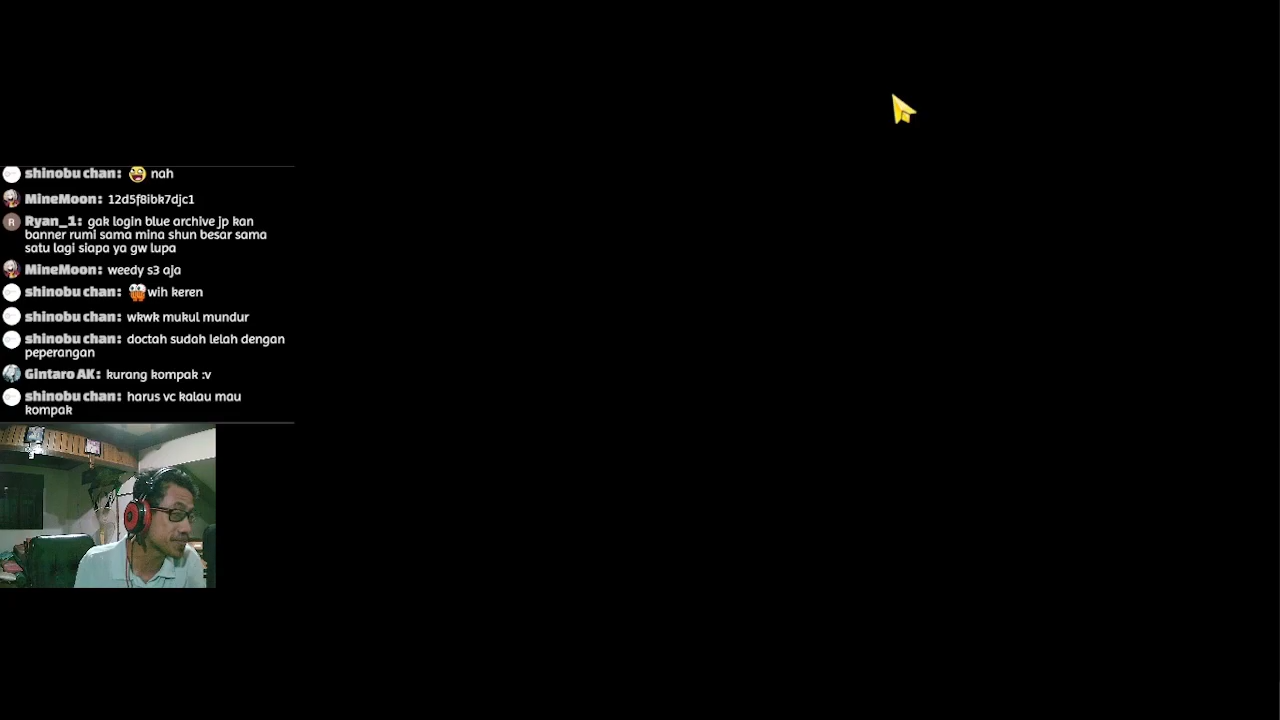 shinobu chan: 😆 nah
MineMoon: 12d5f8ibk7djc1
R Ryan_1: gak login blue archive jp kan
banner rumi sama mina shun besar sama
satu lagi siapa ya gw lupa
MineMoon: weedy s3 aja
shinobu chan: wih keren
shinobu chan: wkwk mukul mundur
shinobu chan: doctah sudah lelah dengan
peperangan
Gintaro AK: kurang kompak :v
shinobu chan: harus vc kalau mau
kompak